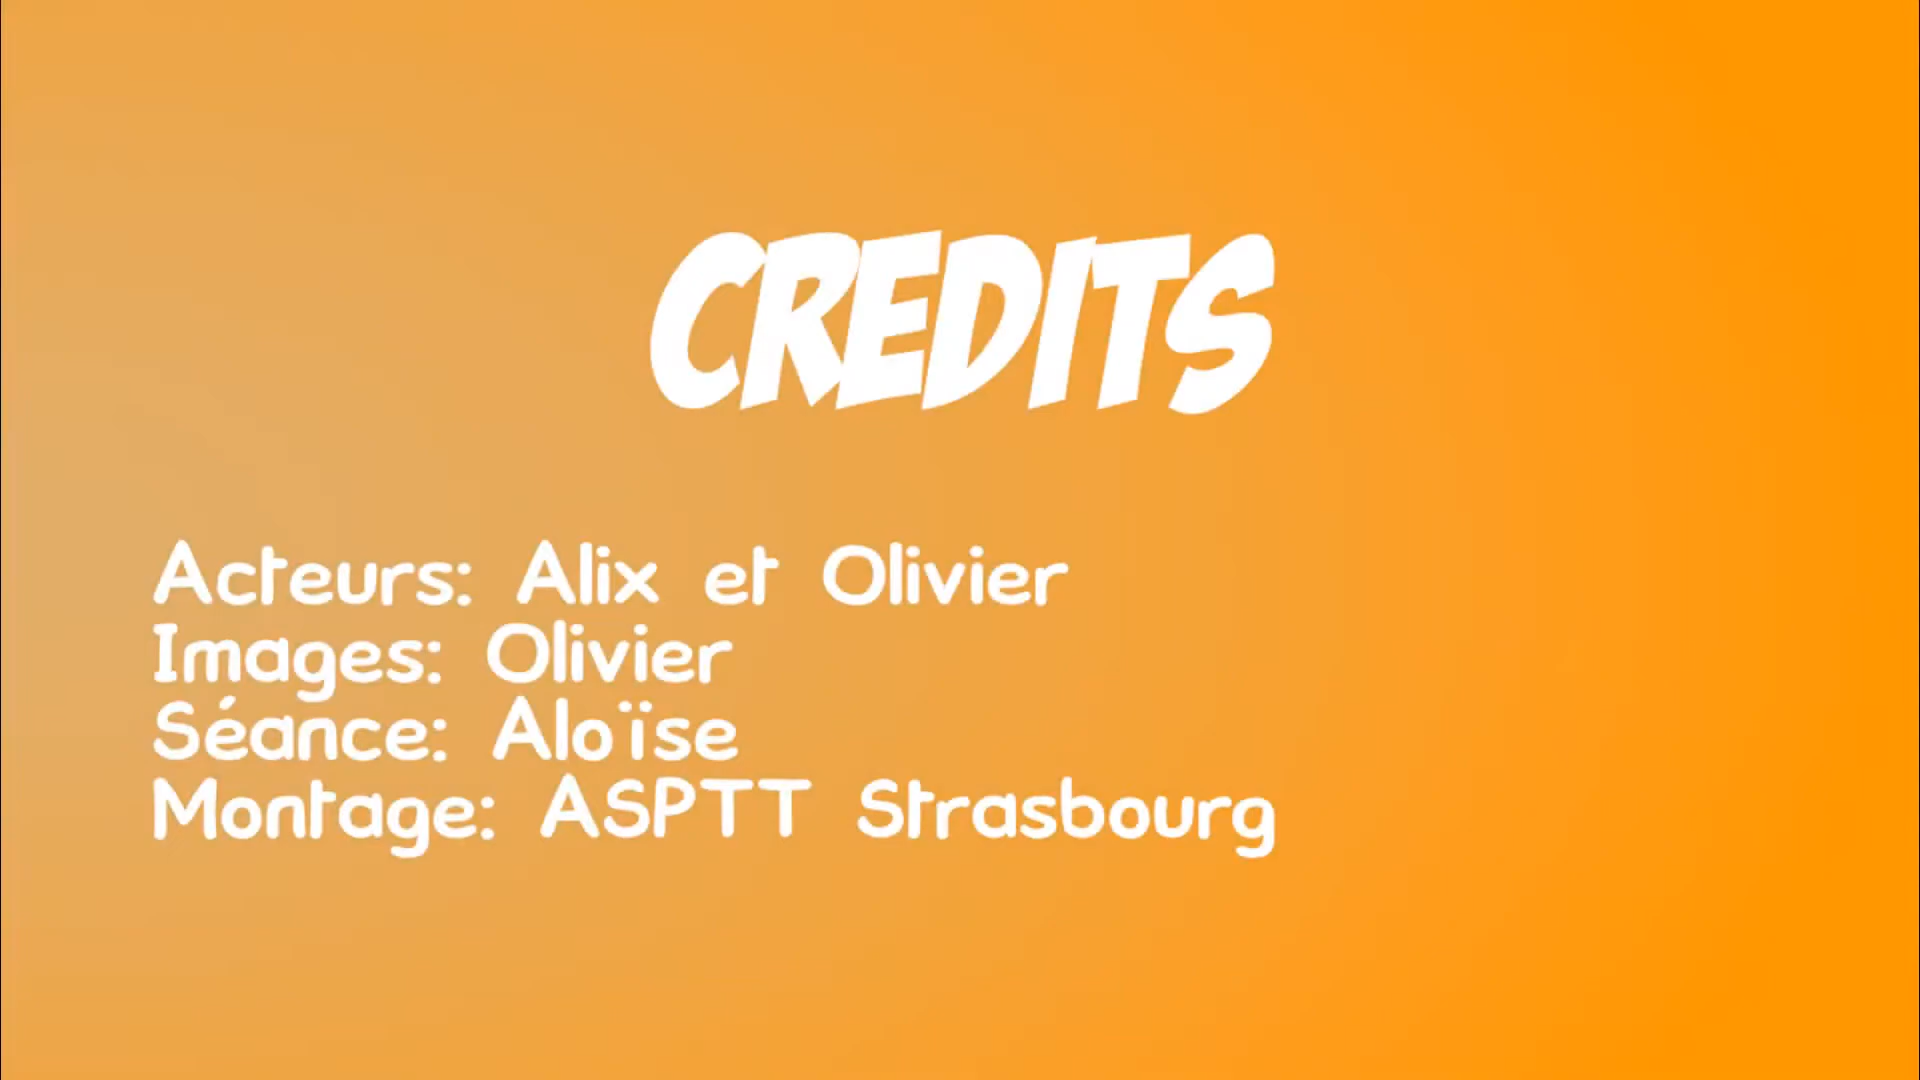 CREDITS
Acteurs: Alix et Olivier
Images: Olivier
Séance: Aloïse
Montage: ASPTT Strasbourg